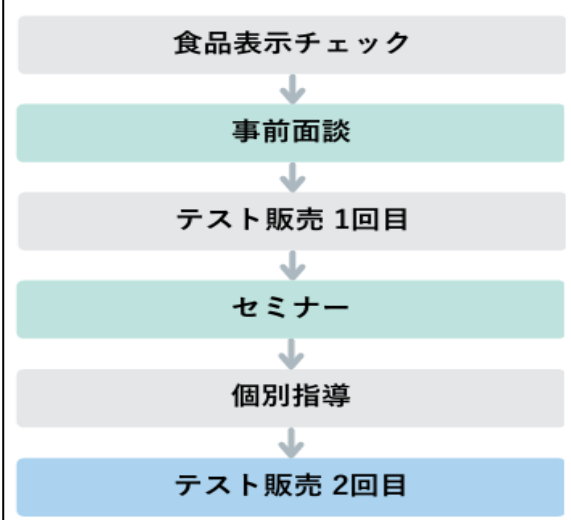 食品表示チェック
事前面談
テスト販売 1回目
セミナー
個別指導
テスト販売 2回目